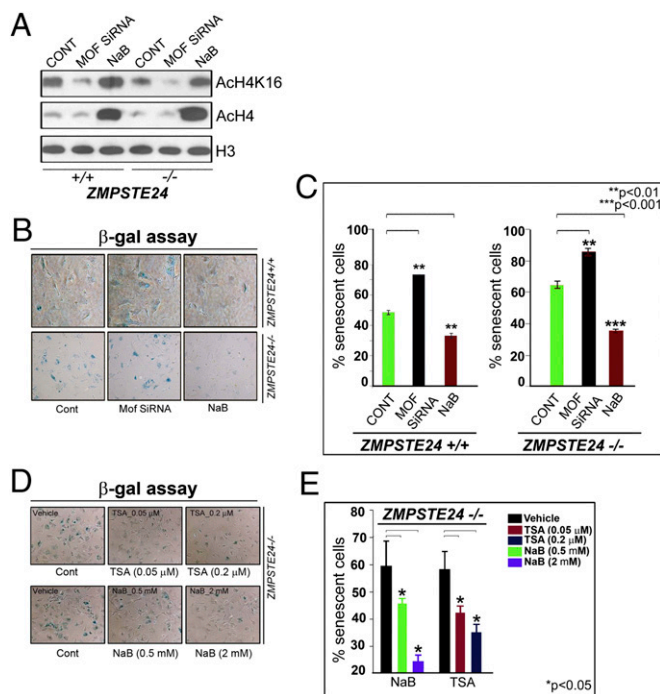 A
CONT
MOF SiRNA
NaB
CONT
MOF SiRNA
NaB
AcH4K16
AcH4
H3
+/+
-/-
ZMPSTE24
B
β-gal assay
ZMPSTE24+/+
ZMPSTE24-/-
Cont
Mof SiRNA
NaB
C
**p<0.01
***p<0.001
% senescent cells
80
60
40
20
0
**
**
CONT
MOF
SiRNA
NaB
ZMPSTE24 +/+
% senescent cells
80
60
40
20
0
**
***
CONT
MOF
SiRNA
NaB
ZMPSTE24 -/-
D
β-gal assay
Vehicle
TSA_0.05 µM
TSA_0.2 µM
Cont
TSA (0.05 µM)
TSA (0.2 µM)
Vehicle
NaB_0.5 mM
NaB_2 mM
Cont
NaB (0.5 mM)
NaB (2 mM)
ZMPSTE24-/-
E
ZMPSTE24 -/-
Vehicle
TSA (0.05 µM)
TSA (0.2 µM)
NaB (0.5 mM)
NaB (2 mM)
% senescent cells
80
70
60
50
40
30
20
*
*
*
*
NaB
TSA
*p<0.05